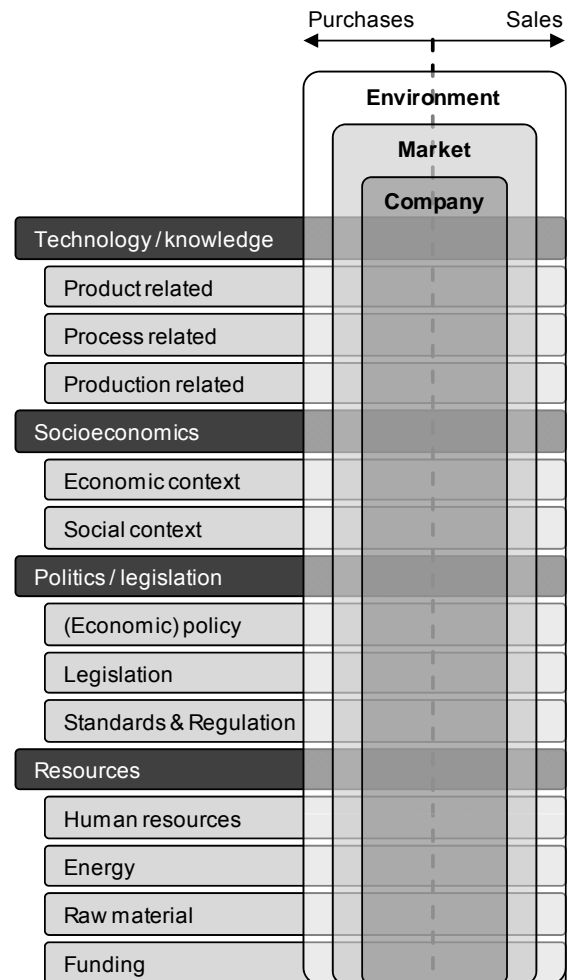 Purchases Sales
Environment
Market
Company
Technology / knowledge
Product related
Process related
Production related
Socioeconomics
Economic context
Social context
Politics / legislation
(Economic) policy
Legislation
Standards & Regulation
Resources
Human resources
Energy
Raw material
Funding